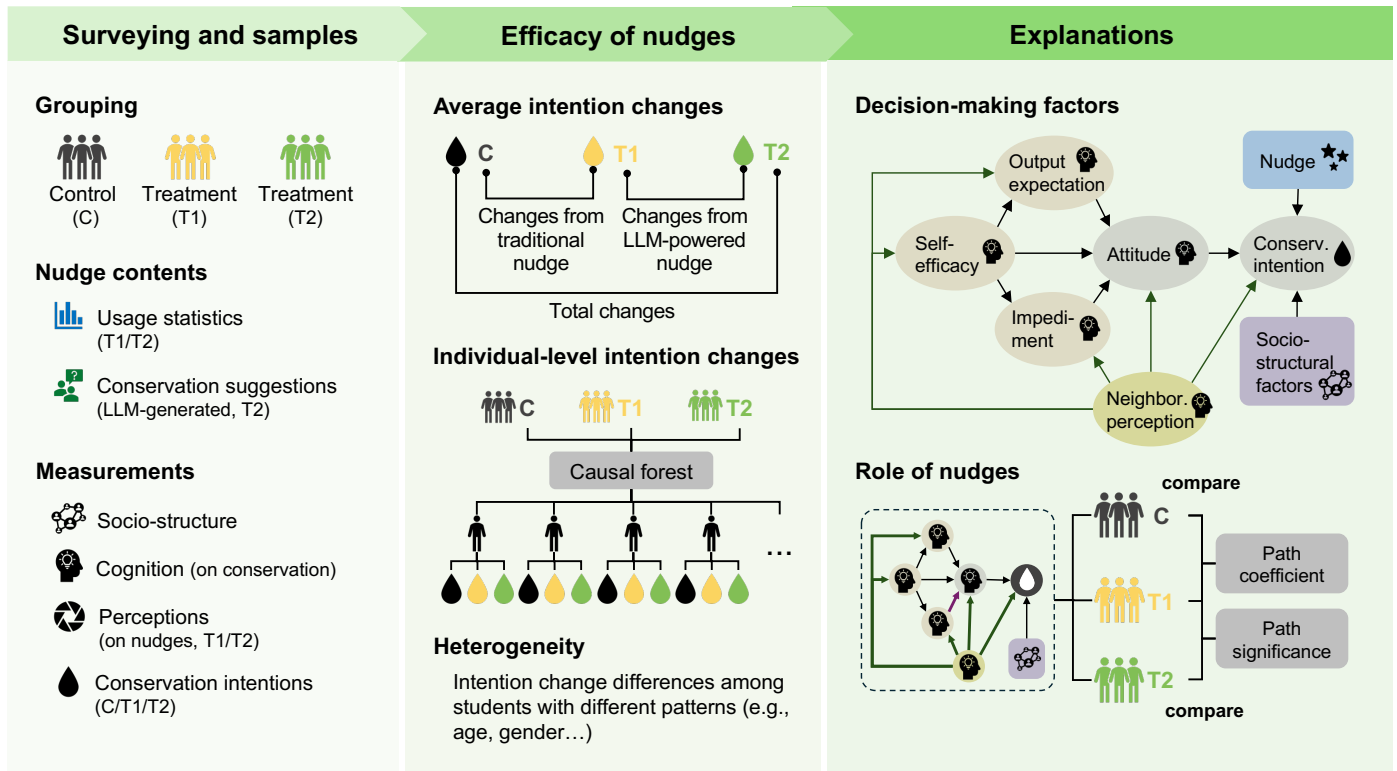 Surveying and samples
Efficacy of nudges
Explanations
Grouping
Control
(C)
Treatment
(T1)
Treatment
(T2)
Nudge contents
Usage statistics
(T1/T2)
?
Conservation suggestions
(LLM-generated, T2)
Measurements
Socio-structure
Cognition (on conservation)
Perceptions
(on nudges, T1/T2)
Conservation intentions
(C/T1/T2)
Average intention changes
C
T1
T2
Changes from
traditional
nudge
Changes from
LLM-powered
nudge
Total changes
Individual-level intention changes
C
T1
T2
Causal forest
...
Heterogeneity
Intention change differences among
students with different patterns (e.g.,
age, gender…)
Decision-making factors
Output
expectation
Nudge
Self-
efficacy
Attitude
Conserv.
intention
Impedi-
ment
Socio-
structural
factors
Neighbor.
perception
Role of nudges
compare
C
T1
T2
compare
Path
coefficient
Path
significance